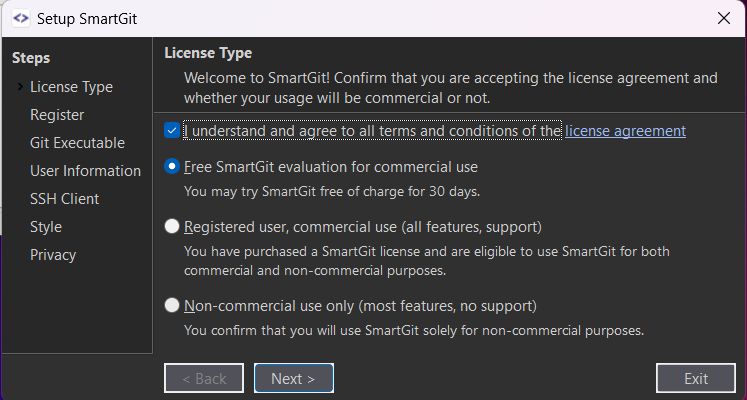 Setup SmartGit
Steps
License Type
Register
Git Executable
User Information
SSH Client
Style
Privacy
License Type
Welcome to SmartGit! Confirm that you are accepting the license agreement and
whether your usage will be commercial or not.
I understand and agree to all terms and conditions of the license agreement
Free SmartGit evaluation for commercial use
You may try SmartGit free of charge for 30 days.
Registered user, commercial use (all features, support)
You have purchased a SmartGit license and are eligible to use SmartGit for both
commercial and non-commercial purposes.
Non-commercial use only (most features, no support)
You confirm that you will use SmartGit solely for non-commercial purposes.
< Back
Next >
Exit